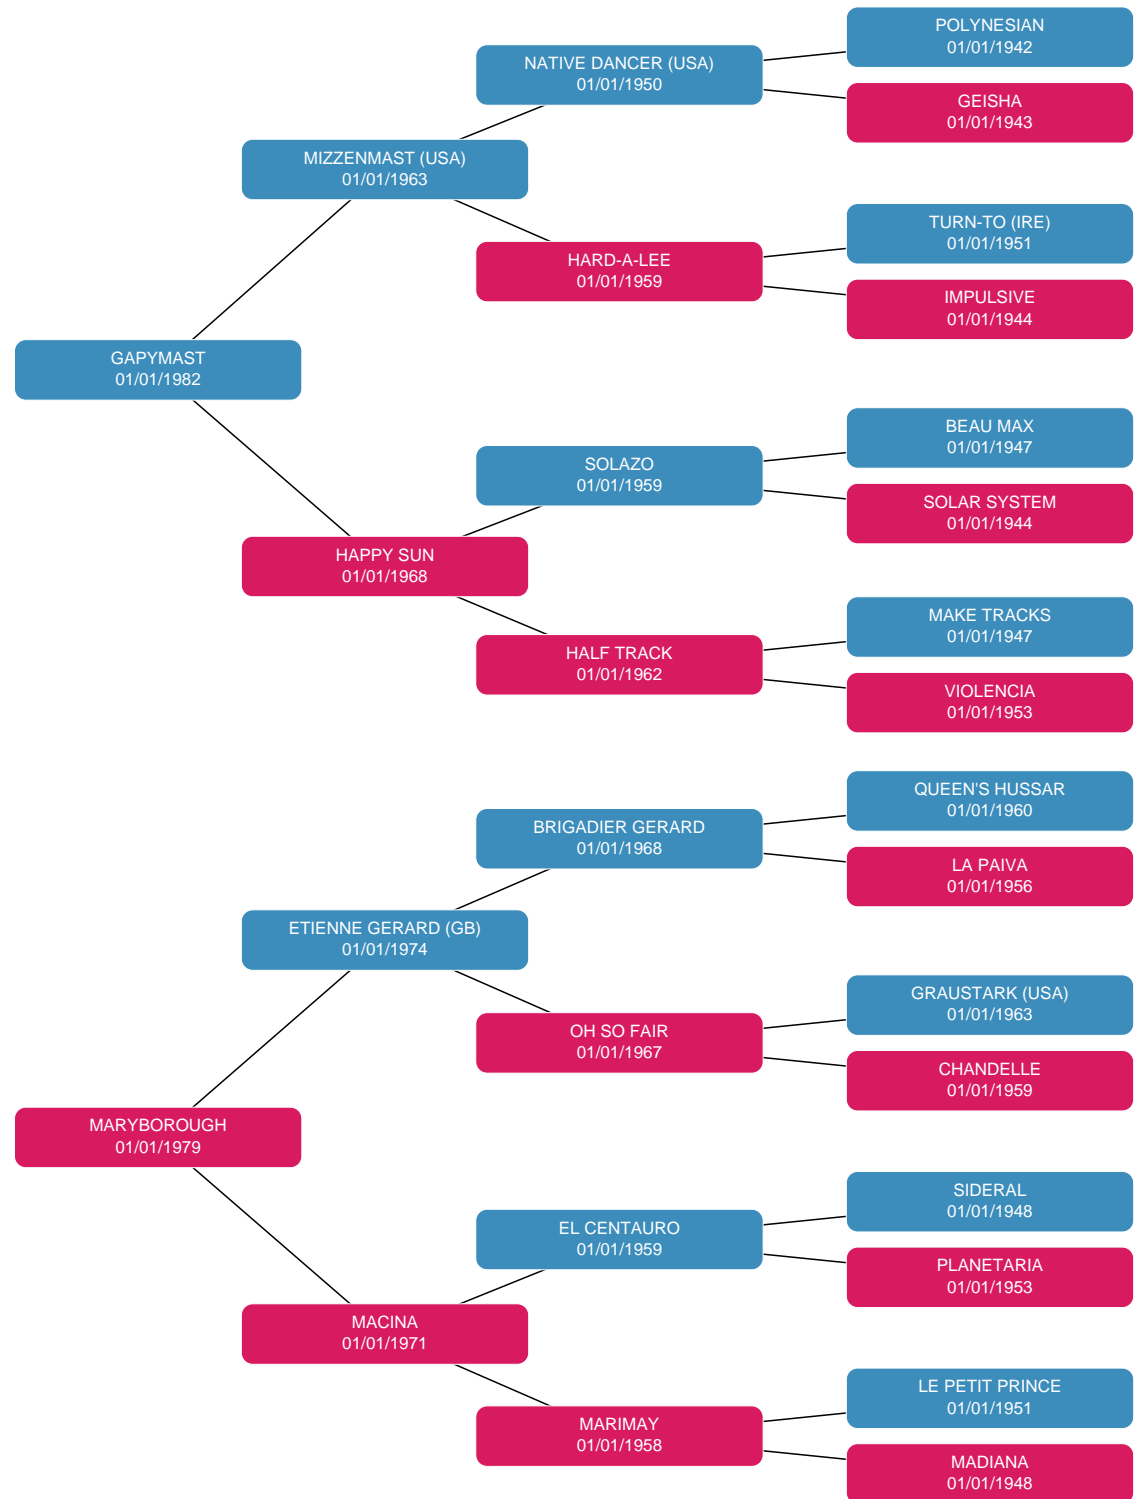 POLYNESIAN
01/01/1942
NATIVE DANCER (USA)
01/01/1950
GEISHA
01/01/1943
MIZZENMAST (USA)
01/01/1963
TURN-TO (IRE)
01/01/1951
HARD-A-LEE
01/01/1959
IMPULSIVE
01/01/1944
GAPYMAST
01/01/1982
BEAU MAX
01/01/1947
SOLAZO
01/01/1959
SOLAR SYSTEM
01/01/1944
HAPPY SUN
01/01/1968
MAKE TRACKS
01/01/1947
HALF TRACK
01/01/1962
VIOLENCIA
01/01/1953
QUEEN'S HUSSAR
01/01/1960
BRIGADIER GERARD
01/01/1968
LA PAIVA
01/01/1956
ETIENNE GERARD (GB)
01/01/1974
GRAUSTARK (USA)
01/01/1963
OH SO FAIR
01/01/1967
CHANDELLE
01/01/1959
MARYBOROUGH
01/01/1979
SIDERAL
01/01/1948
EL CENTAURO
01/01/1959
PLANETARIA
01/01/1953
MACINA
01/01/1971
LE PETIT PRINCE
01/01/1951
MARIMAY
01/01/1958
MADIANA
01/01/1948